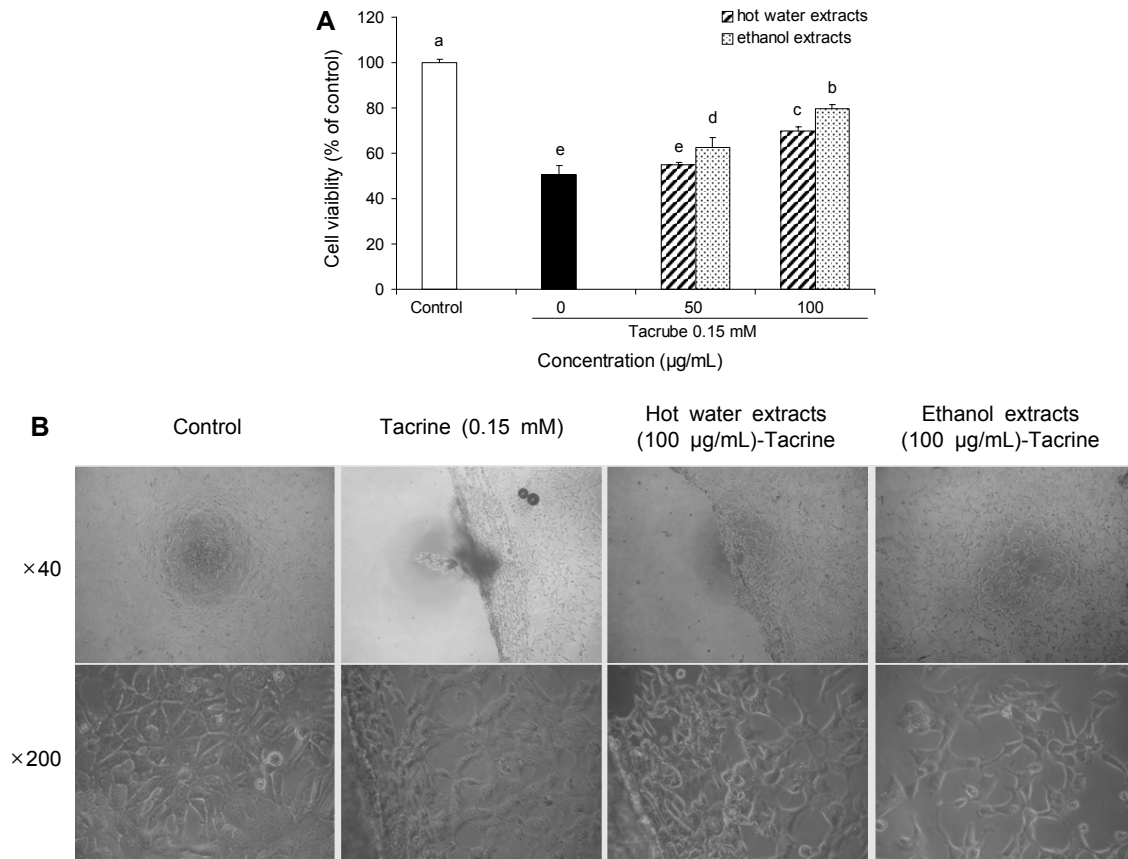 A
120
100
80
60
40
20
0
Cell viaiblity (% of control)
hot water extracts
ethanol extracts
a
e
e
d
c
b
Control
0
50
100
Tacrube 0.15 mM
Concentration (µg/mL)
B
Control
Tacrine (0.15 mM)
Hot water extracts
(100 µg/mL)-Tacrine
Ethanol extracts
(100 µg/mL)-Tacrine
×40
×200